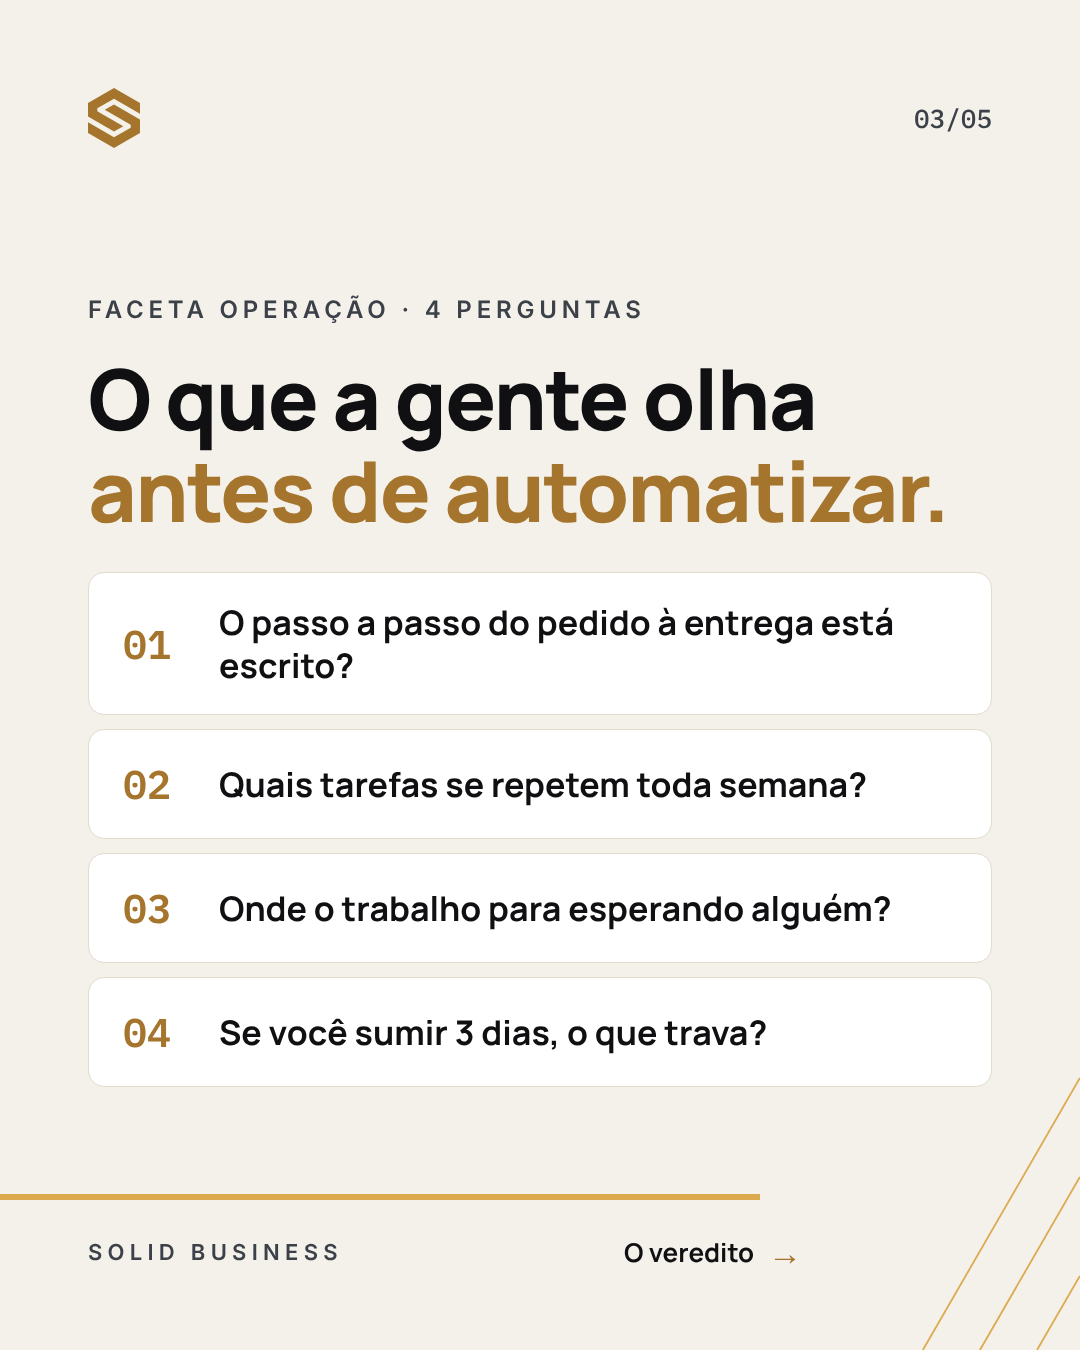 03/05
FACETA OPERAÇÃO · 4 PERGUNTAS
O que a gente olha
antes de automatizar.
01 O passo a passo do pedido à entrega está
escrito?
02 Quais tarefas se repetem toda semana?
03 Onde o trabalho para esperando alguém?
04 Se você sumir 3 dias, o que trava?
SOLID BUSINESS
O veredito →